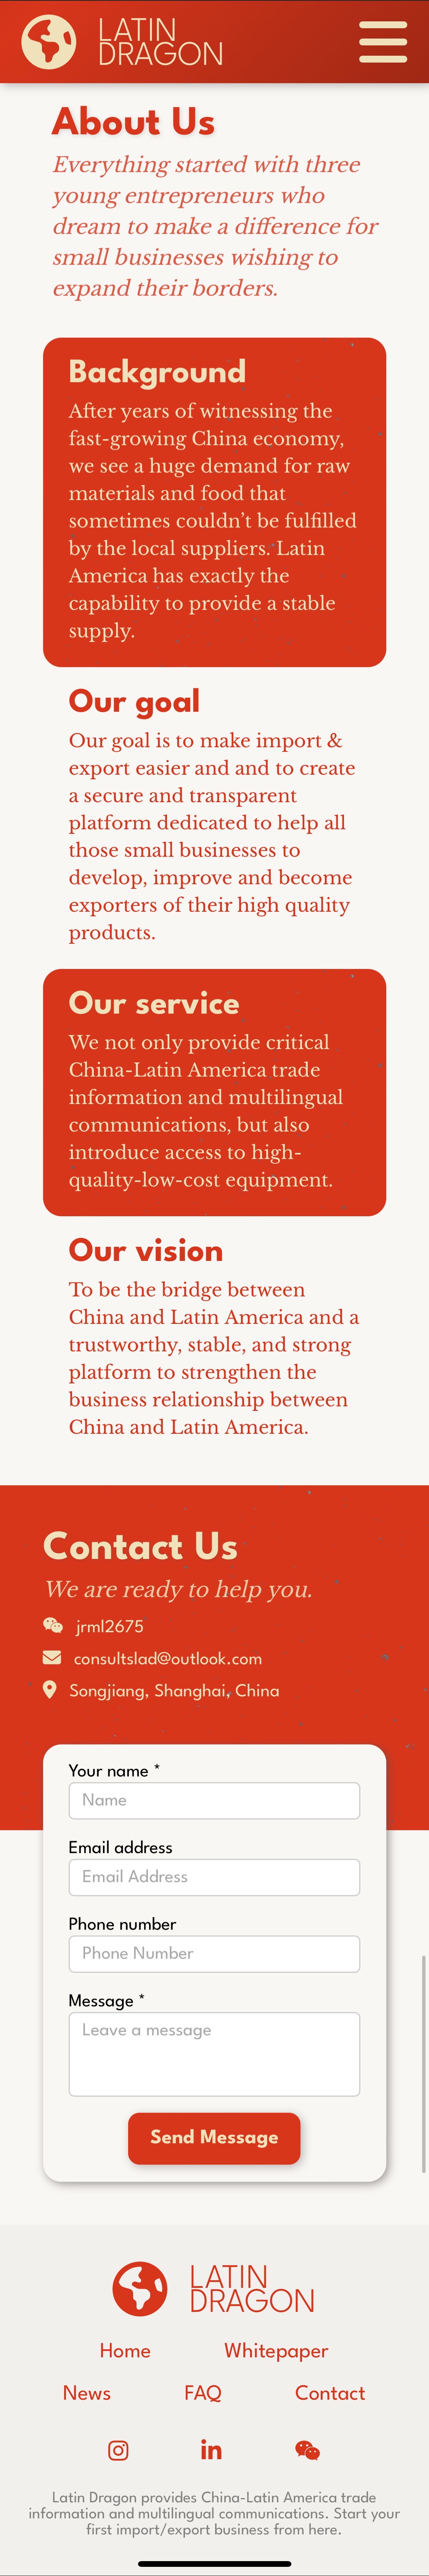 LATIN
DRAGON
About Us
Everything started with three
young entrepreneurs who
dream to make a difference for
small businesses wishing to
expand their borders.
Background
After years of witnessing the
fast-growing China economy,
we see a huge demand for raw
materials and food that
sometimes couldn’t be fulfilled
by the local suppliers. Latin
America has exactly the
capability to provide a stable
supply.
Our goal
Our goal is to make import &
export easier and and to create
a secure and transparent
platform dedicated to help all
those small businesses to
develop, improve and become
exporters of their high quality
products.
Our service
We not only provide critical
China-Latin America trade
information and multilingual
communications, but also
introduce access to high-
quality-low-cost equipment.
Our vision
To be the bridge between
China and Latin America and a
trustworthy, stable, and strong
platform to strengthen the
business relationship between
China and Latin America.
Contact Us
We are ready to help you.
jrml2675
consultslad@outlook.com
Songjiang, Shanghai, China
Your name *
Name
Email address
Email Address
Phone number
Phone Number
Message *
Leave a message
Send Message
LATIN
DRAGON
Home Whitepaper
News FAQ Contact
in
Latin Dragon provides China-Latin America trade
information and multilingual communications. Start your
first import/export business from here.